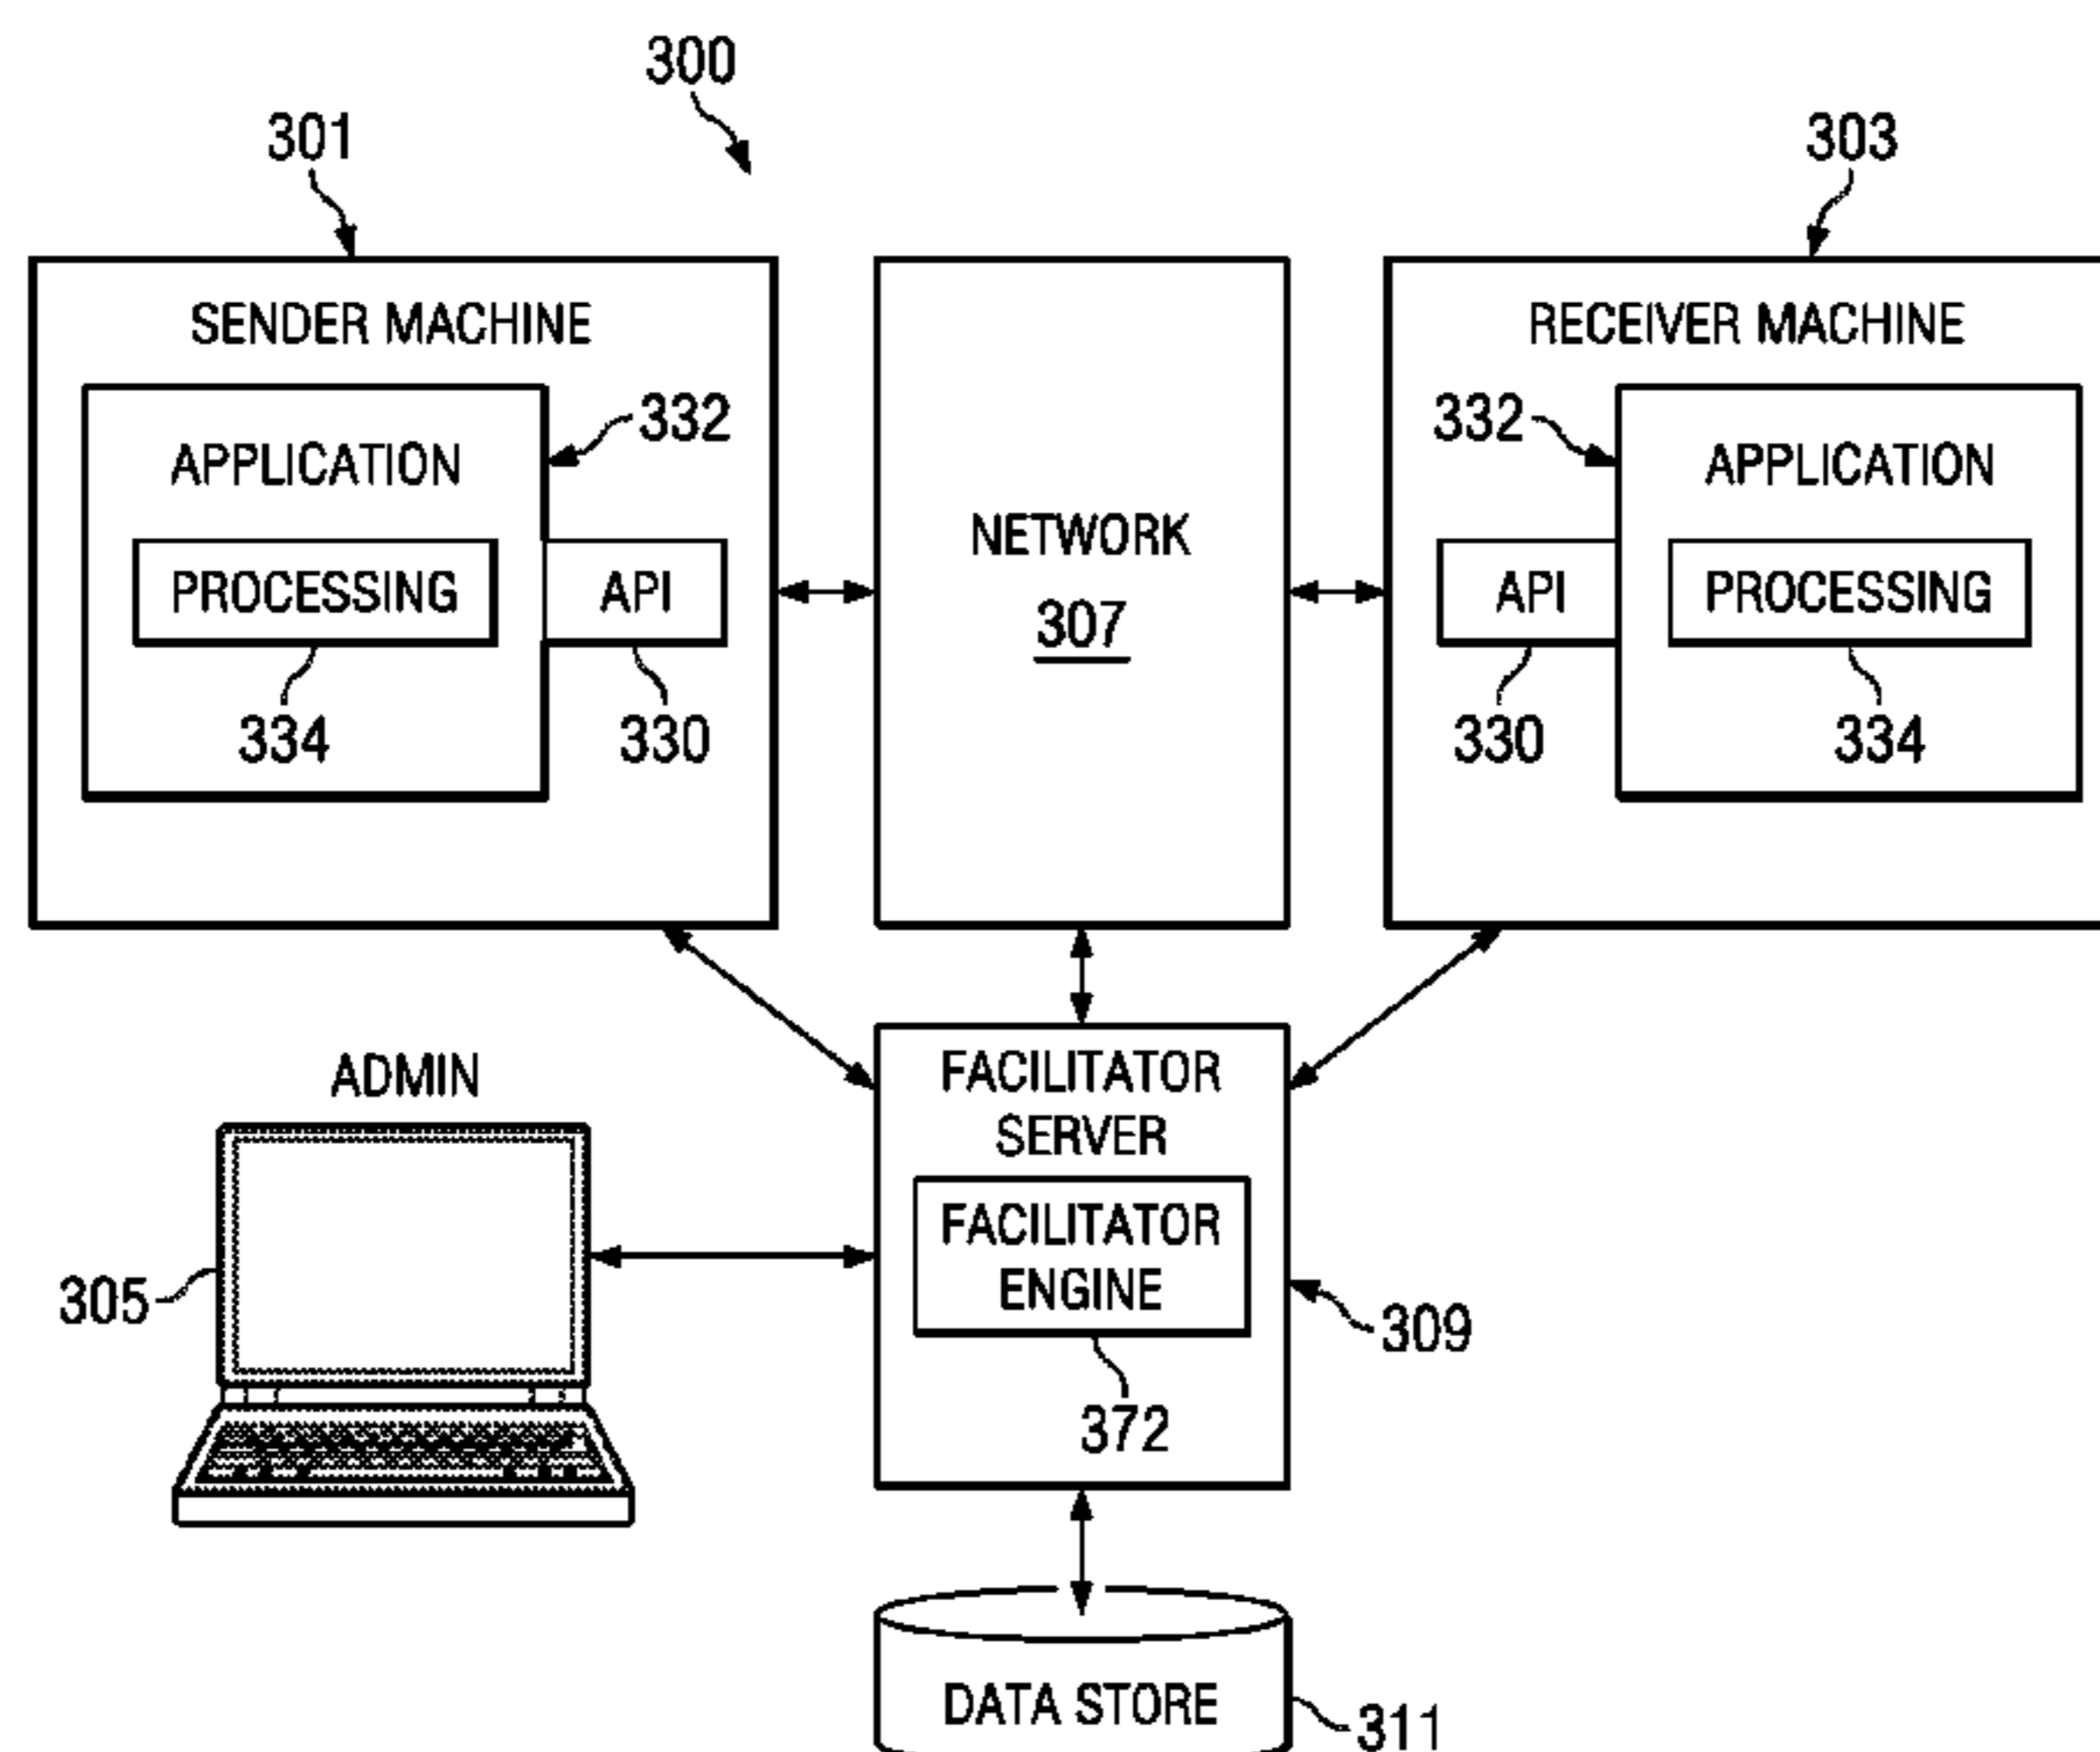 300
301
303
SENDER MACHINE
RECEIVER MACHINE
332
332
APPLICATION
APPLICATION
NETWORK
307
PROCESSING
API
API
PROCESSING
334
330
330
334
ADMIN
FACILITATOR
SERVER
FACILITATOR
ENGINE
305
309
372
DATA STORE
311